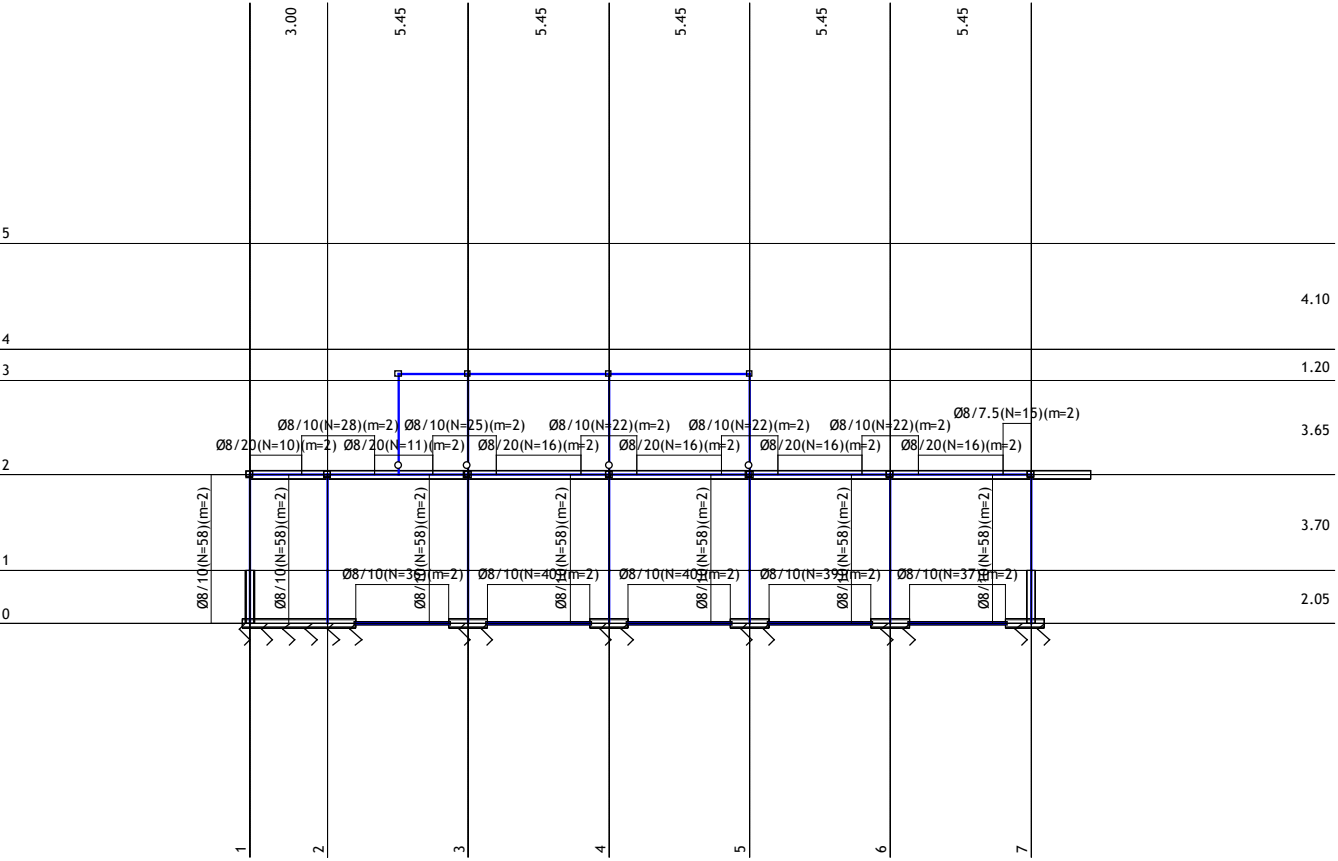 3.00
5.45
5.45
5.45
5.45
5.45
5
4.10
4
3
1.20
Ø8/7.5(N=15)(m=2)
Ø8/10(N=28)(m=2)
Ø8/10(N=25)(m=2)
Ø8/10(N=22)(m=2)
Ø8/10(N=22)(m=2)
Ø8/10(N=22)(m=2)
3.65
Ø8/20(N=10)(m=2)
Ø8/20(N=11)(m=2)
Ø8/20(N=16)(m=2)
Ø8/20(N=16)(m=2)
Ø8/20(N=16)(m=2)
Ø8/20(N=16)(m=2)
2
3.70
Ø8/10(N=58)(m=2)
Ø8/10(N=58)(m=2)
Ø8/10(N=58)(m=2)
Ø8/10(N=58)(m=2)
Ø8/10(N=58)(m=2)
Ø8/10(N=58)(m=2)
Ø8/10(N=58)(m=2)
1
Ø8/10(N=36)(m=2)
Ø8/10(N=40)(m=2)
Ø8/10(N=40)(m=2)
Ø8/10(N=39)(m=2)
Ø8/10(N=37)(m=2)
2.05
0
1
2
3
4
5
6
7